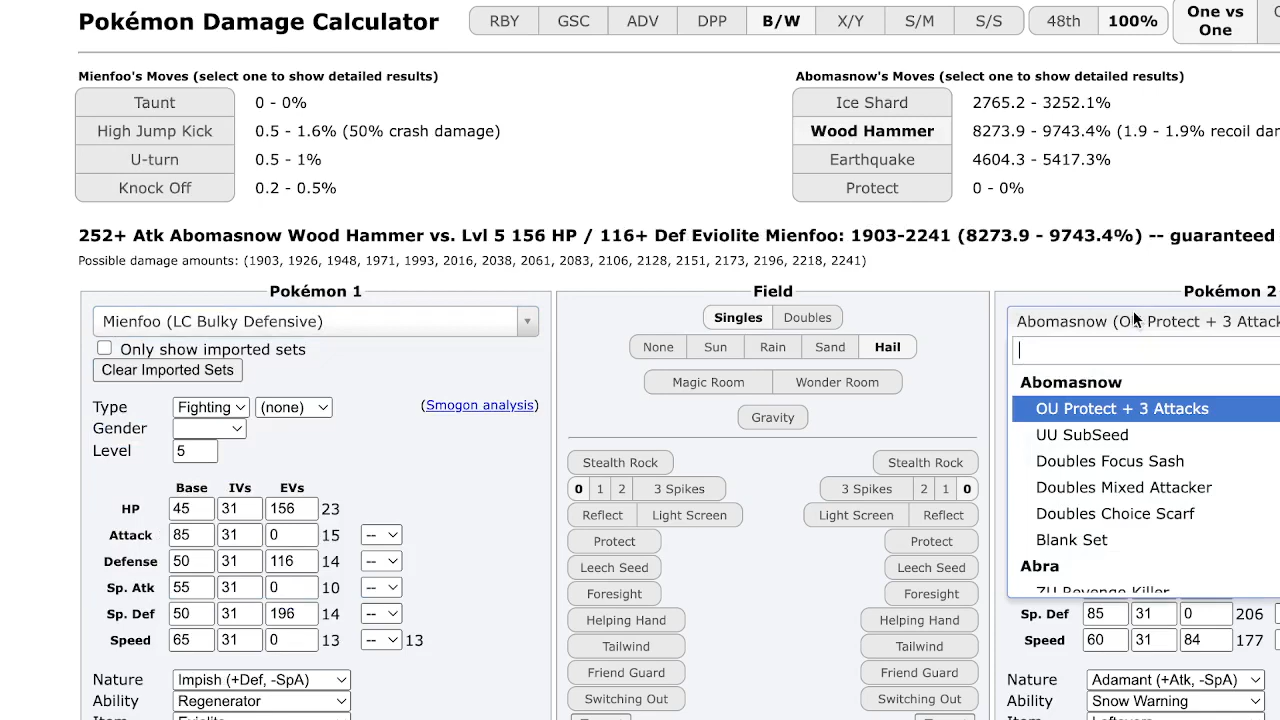 Pokémon Damage Calculator
RBY GSC ADV DPP B/W X/Y S/M S/S 48th 100% One vs One
Mienfoo's Moves (select one to show detailed results)
Taunt 0 - 0%
High Jump Kick 0.5 - 1.6% (50% crash damage)
U-turn 0.5 - 1%
Knock Off 0.2 - 0.5%
Abomasnow's Moves (select one to show detailed results)
Ice Shard 2765.2 - 3252.1%
Wood Hammer 8273.9 - 9743.4% (1.9 - 1.9% recoil dar
Earthquake 4604.3 - 5417.3%
Protect 0 - 0%
252+ Atk Abomasnow Wood Hammer vs. Lvl 5 156 HP / 116+ Def Eviolite Mienfoo: 1903-2241 (8273.9 - 9743.4%) -- guaranteed
Possible damage amounts: (1903, 1926, 1948, 1971, 1993, 2016, 2038, 2061, 2083, 2106, 2128, 2151, 2173, 2196, 2218, 2241)
Pokémon 1
Mienfoo (LC Bulky Defensive)
Only show imported sets
Clear Imported Sets
Type Fighting (none) (Smogon analysis)
Gender
Level 5
Base IVs EVs
HP 45 31 156 23
Attack 85 31 0 15 --
Defense 50 31 116 14 --
Sp. Atk 55 31 0 10 --
Sp. Def 50 31 196 14 --
Speed 65 31 0 13 -- 13
Nature Impish (+Def, -SpA)
Ability Regenerator
Item Eviolite
Field
Singles Doubles
None Sun Rain Sand Hail
Magic Room Wonder Room
Gravity
Stealth Rock Stealth Rock
0 1 2 3 Spikes 3 Spikes 2 1 0
Reflect Light Screen Light Screen Reflect
Protect Protect
Leech Seed Leech Seed
Foresight Foresight
Helping Hand Helping Hand
Tailwind Tailwind
Friend Guard Friend Guard
Switching Out Switching Out
Pokémon 2
Abomasnow (OU Protect + 3 Attack
Abomasnow
OU Protect + 3 Attacks
UU SubSeed
Doubles Focus Sash
Doubles Mixed Attacker
Doubles Choice Scarf
Blank Set
Abra
ZU Revenge Killer
Sp. Def 85 31 0 206
Speed 60 31 84 177
Nature Adamant (+Atk, -SpA)
Ability Snow Warning
Item Leftovers